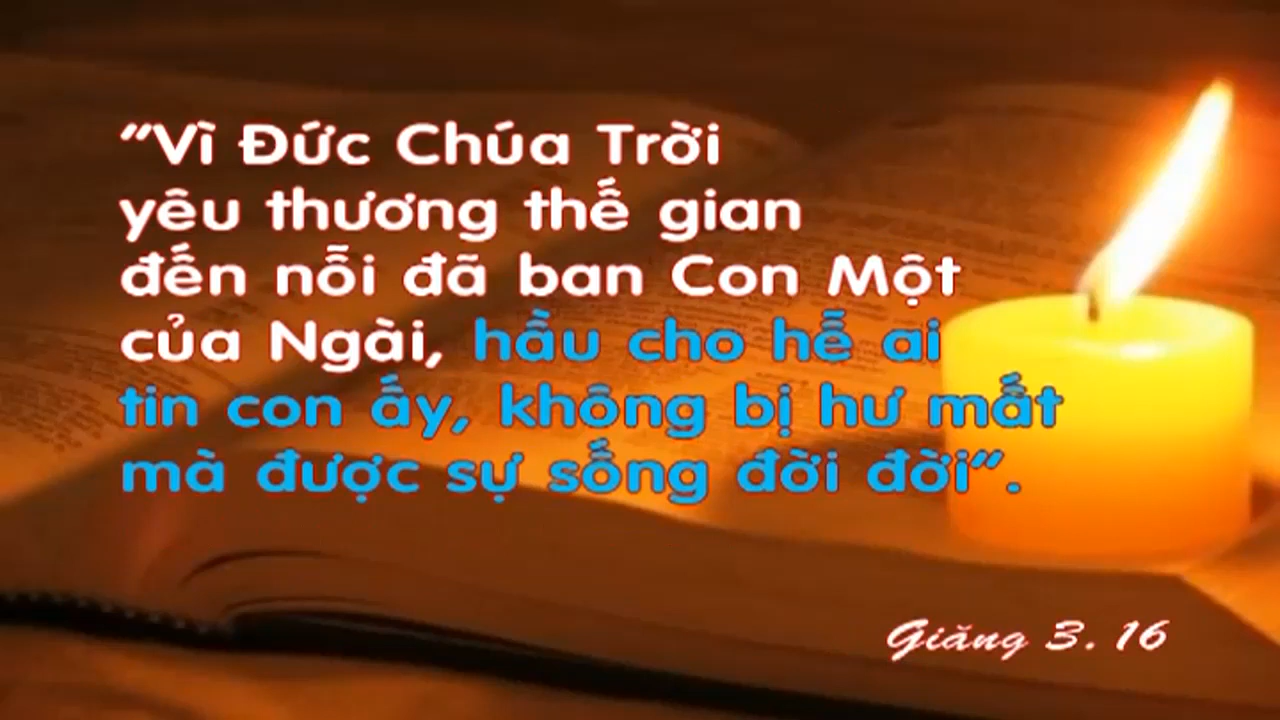 “Vì Đức Chúa Trời
yêu thương thế gian
đến nỗi đã ban Con Một
của Ngài, hầu cho hễ ai
tin con ấy, không bị hư mất
mà được sự sống đời đời”.
Giăng 3. 16